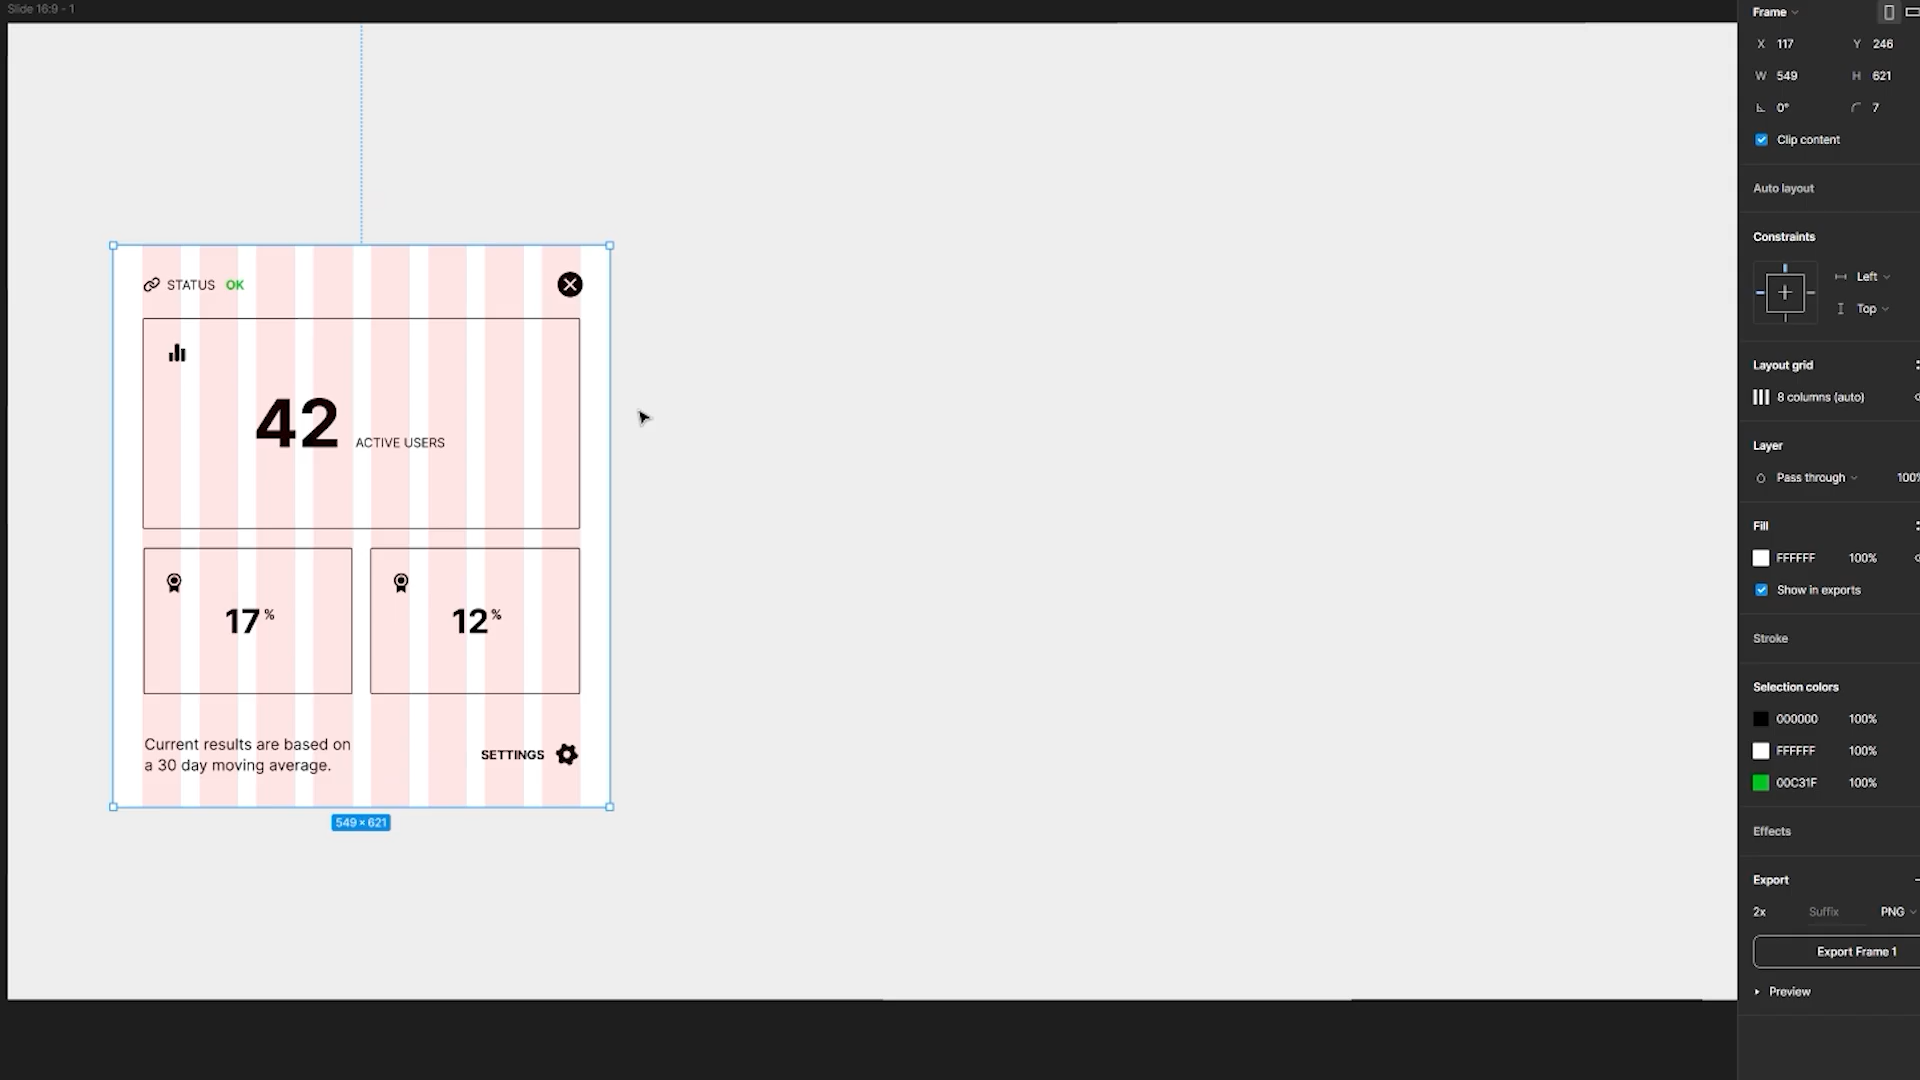 Slide 16:9 - 1
STATUS OK
42 ACTIVE USERS
17 %
12 %
Current results are based on
a 30 day moving average.
SETTINGS
549 × 621
Frame
X 117 Y 246
W 549 H 621
0° 7
Clip content
Auto layout
Constraints
Left
Top
Layout grid
8 columns (auto)
Layer
Pass through 100%
Fill
FFFFFF 100%
Show in exports
Stroke
Selection colors
000000 100%
FFFFFF 100%
00C31F 100%
Effects
Export
2x Suffix PNG
Export Frame 1
Preview